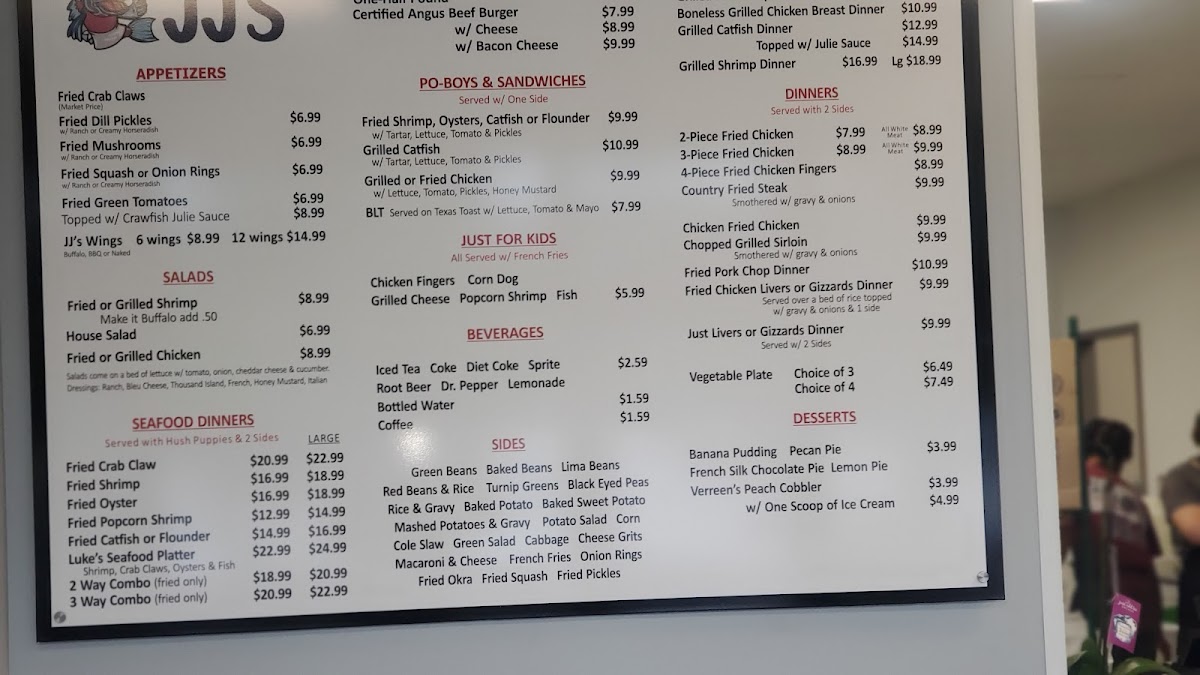 JJ'S
APPETIZERS
Fried Crab Claws
(Market Price)
Fried Dill Pickles $6.99
w/ Ranch or Creamy Horseradish
Fried Mushrooms $6.99
w/ Ranch or Creamy Horseradish
Fried Squash or Onion Rings $6.99
w/ Ranch or Creamy Horseradish
Fried Green Tomatoes $6.99
Topped w/ Crawfish Julie Sauce $8.99
JJ's Wings 6 wings $8.99 12 wings $14.99
Buffalo, BBQ or Naked
SALADS
Fried or Grilled Shrimp $8.99
Make it Buffalo add .50
House Salad $6.99
Fried or Grilled Chicken $8.99
Salads come on a bed of lettuce w/ tomato, onion, cheddar cheese & cucumber.
Dressings: Ranch, Bleu Cheese, Thousand Island, French, Honey Mustard, Italian
SEAFOOD DINNERS
Served with Hush Puppies & 2 Sides LARGE
Fried Crab Claw $20.99 $22.99
Fried Shrimp $16.99 $18.99
Fried Oyster $16.99 $18.99
Fried Popcorn Shrimp $12.99 $14.99
Fried Catfish or Flounder $14.99 $16.99
Luke's Seafood Platter $22.99 $24.99
Shrimp, Crab Claws, Oysters & Fish
2 Way Combo (fried only) $18.99 $20.99
3 Way Combo (fried only) $20.99 $22.99
One-Half Pound
Certified Angus Beef Burger $7.99
w/ Cheese $8.99
w/ Bacon Cheese $9.99
PO-BOYS & SANDWICHES
Served w/ One Side
Fried Shrimp, Oysters, Catfish or Flounder $9.99
w/ Tartar, Lettuce, Tomato & Pickles
Grilled Catfish $10.99
w/ Tartar, Lettuce, Tomato & Pickles
Grilled or Fried Chicken $9.99
w/ Lettuce, Tomato, Pickles, Honey Mustard
BLT Served on Texas Toast w/ Lettuce, Tomato & Mayo $7.99
JUST FOR KIDS
All Served w/ French Fries
Chicken Fingers Corn Dog
Grilled Cheese Popcorn Shrimp Fish $5.99
BEVERAGES
Iced Tea Coke Diet Coke Sprite $2.59
Root Beer Dr. Pepper Lemonade
Bottled Water $1.59
Coffee $1.59
SIDES
Green Beans Baked Beans Lima Beans
Red Beans & Rice Turnip Greens Black Eyed Peas
Rice & Gravy Baked Potato Baked Sweet Potato
Mashed Potatoes & Gravy Potato Salad Corn
Cole Slaw Green Salad Cabbage Cheese Grits
Macaroni & Cheese French Fries Onion Rings
Fried Okra Fried Squash Fried Pickles
Boneless Grilled Chicken Breast Dinner $10.99
Grilled Catfish Dinner $12.99
Topped w/ Julie Sauce $14.99
Grilled Shrimp Dinner $16.99 Lg $18.99
DINNERS
Served with 2 Sides
2-Piece Fried Chicken $7.99 All White Meat $8.99
3-Piece Fried Chicken $8.99 All White Meat $9.99
4-Piece Fried Chicken Fingers $8.99
Country Fried Steak $9.99
Smothered w/ gravy & onions
Chicken Fried Chicken $9.99
Chopped Grilled Sirloin $9.99
Smothered w/ gravy & onions
Fried Pork Chop Dinner $10.99
Fried Chicken Livers or Gizzards Dinner $9.99
Served over a bed of rice topped
w/ gravy & onions & 1 side
Just Livers or Gizzards Dinner $9.99
Served w/ 2 Sides
Vegetable Plate Choice of 3 $6.49
Choice of 4 $7.49
DESSERTS
Banana Pudding Pecan Pie $3.99
French Silk Chocolate Pie Lemon Pie
Verreen's Peach Cobbler $3.99
w/ One Scoop of Ice Cream $4.99